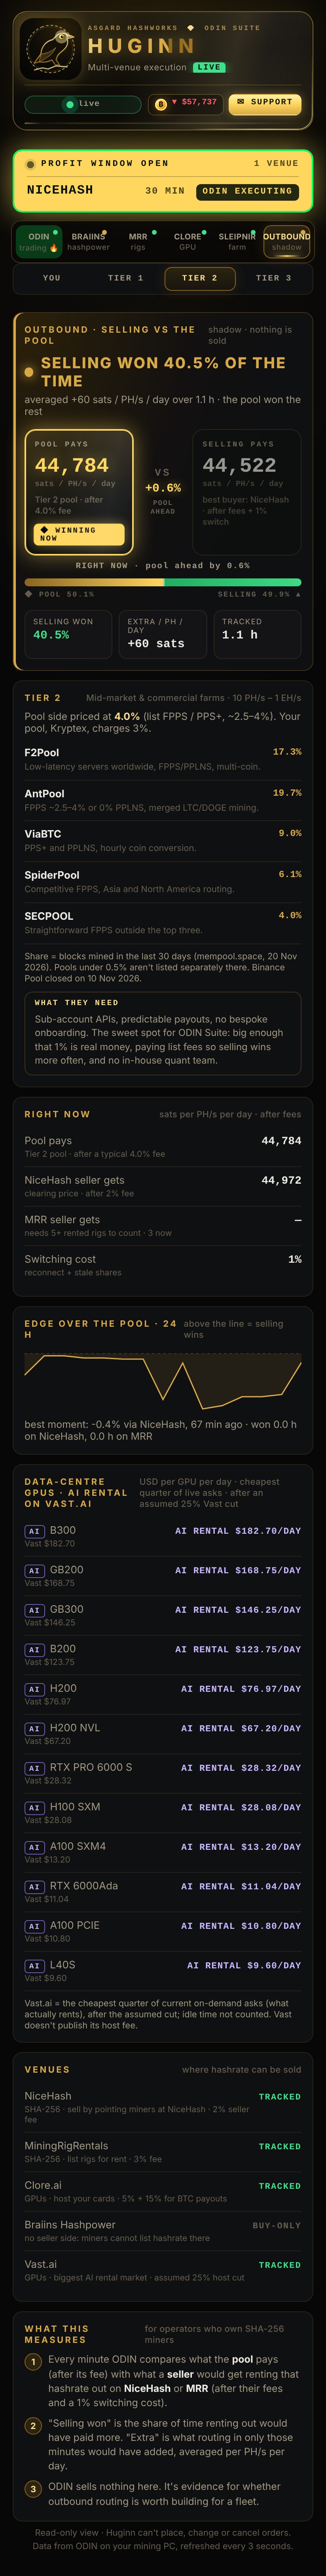 ASGARD HASHWORKS ◆ ODIN SUITE
HUGINN
Multi-venue execution LIVE
live
₿ ▼ $57,737
✉ SUPPORT
PROFIT WINDOW OPEN 1 VENUE
NICEHASH 30 MIN ODIN EXECUTING
ODIN BRAIINS MRR CLORE SLEIPNIR OUTBOUND
trading 🔥 hashpower rigs GPU farm shadow
YOU TIER 1 TIER 2 TIER 3
OUTBOUND · SELLING VS THE POOL
shadow · nothing is sold
SELLING WON 40.5% OF THE TIME
averaged +60 sats / PH/s / day over 1.1 h · the pool won the rest
POOL PAYS
44,784
sats / PH/s / day
Tier 2 pool · after 4.0% fee
◆ WINNING NOW
VS
+0.6%
POOL AHEAD
SELLING PAYS
44,522
sats / PH/s / day
best buyer: NiceHash · after fees + 1% switch
RIGHT NOW · pool ahead by 0.6%
◆ POOL 50.1% SELLING 49.9% ▲
SELLING WON
40.5%
EXTRA / PH / DAY
+60 sats
TRACKED
1.1 h
TIER 2 Mid-market & commercial farms · 10 PH/s – 1 EH/s
Pool side priced at 4.0% (list FPPS / PPS+, ~2.5–4%). Your pool, Kryptex, charges 3%.
F2Pool 17.3%
Low-latency servers worldwide, FPPS/PPLNS, multi-coin.
AntPool 19.7%
FPPS ~2.5–4% or 0% PPLNS, merged LTC/DOGE mining.
ViaBTC 9.0%
PPS+ and PPLNS, hourly coin conversion.
SpiderPool 6.1%
Competitive FPPS, Asia and North America routing.
SECPOOL 4.0%
Straightforward FPPS outside the top three.
Share = blocks mined in the last 30 days (mempool.space, 20 Nov 2026). Pools under 0.5% aren't listed separately there. Binance Pool closed on 10 Nov 2026.
WHAT THEY NEED
Sub-account APIs, predictable payouts, no bespoke onboarding. The sweet spot for ODIN Suite: big enough that 1% is real money, paying list fees so selling wins more often, and no in-house quant team.
RIGHT NOW sats per PH/s per day · after fees
Pool pays 44,784
Tier 2 pool · after a typical 4.0% fee
NiceHash seller gets 44,972
clearing price · after 2% fee
MRR seller gets –
needs 5+ rented rigs to count · 3 now
Switching cost 1%
reconnect + stale shares
EDGE OVER THE POOL · 24 H
above the line = selling wins
best moment: -0.4% via NiceHash, 67 min ago · won 0.0 h on NiceHash, 0.0 h on MRR
DATA-CENTRE GPUS · AI RENTAL ON VAST.AI
USD per GPU per day · cheapest quarter of live asks · after an assumed 25% Vast cut
AI B300 AI RENTAL $182.70/DAY
Vast $182.70
AI GB200 AI RENTAL $168.75/DAY
Vast $168.75
AI GB300 AI RENTAL $146.25/DAY
Vast $146.25
AI B200 AI RENTAL $123.75/DAY
Vast $123.75
AI H200 AI RENTAL $76.97/DAY
Vast $76.97
AI H200 NVL AI RENTAL $67.20/DAY
Vast $67.20
AI RTX PRO 6000 S AI RENTAL $28.32/DAY
Vast $28.32
AI H100 SXM AI RENTAL $28.08/DAY
Vast $28.08
AI A100 SXM4 AI RENTAL $13.20/DAY
Vast $13.20
AI RTX 6000Ada AI RENTAL $11.04/DAY
Vast $11.04
AI A100 PCIE AI RENTAL $10.80/DAY
Vast $10.80
AI L40S AI RENTAL $9.60/DAY
Vast $9.60
Vast.ai = the cheapest quarter of current on-demand asks (what actually rents), after the assumed cut; idle time not counted. Vast doesn't publish its host fee.
VENUES where hashrate can be sold
NiceHash TRACKED
SHA-256 · sell by pointing miners at NiceHash · 2% seller fee
MiningRigRentals TRACKED
SHA-256 · list rigs for rent · 3% fee
Clore.ai TRACKED
GPUs · host your cards · 5% + 15% for BTC payouts
Braiins Hashpower BUY-ONLY
no seller side: miners cannot list hashrate there
Vast.ai TRACKED
GPUs · biggest AI rental market · assumed 25% host cut
WHAT THIS MEASURES
for operators who own SHA-256 miners
1 Every minute ODIN compares what the pool pays (after its fee) with what a seller would get renting that hashrate out on NiceHash or MRR (after their fees and a 1% switching cost).
2 "Selling won" is the share of time renting out would have paid more. "Extra" is what routing in only those minutes would have added, averaged per PH/s per day.
3 ODIN sells nothing here. It's evidence for whether outbound routing is worth building for a fleet.
Read-only view · Huginn can't place, change or cancel orders.
Data from ODIN on your mining PC, refreshed every 3 seconds.